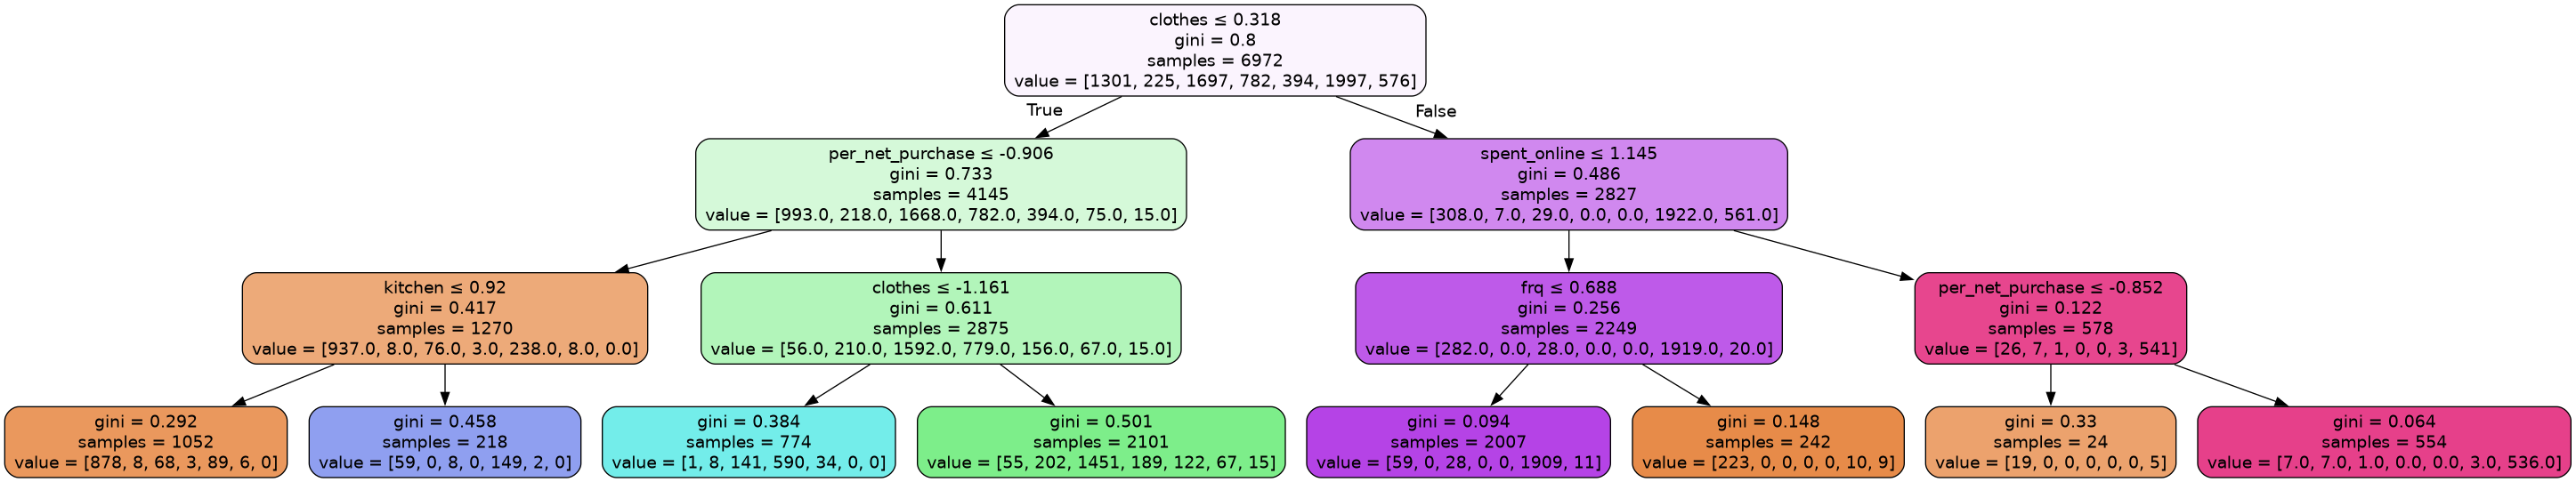 clothes ≤ 0.318
gini = 0.8
samples = 6972
value = [1301, 225, 1697, 782, 394, 1997, 576]
True
False
per_net_purchase ≤ -0.906
gini = 0.733
samples = 4145
value = [993.0, 218.0, 1668.0, 782.0, 394.0, 75.0, 15.0]
spent_online ≤ 1.145
gini = 0.486
samples = 2827
value = [308.0, 7.0, 29.0, 0.0, 0.0, 1922.0, 561.0]
kitchen ≤ 0.92
gini = 0.417
samples = 1270
value = [937.0, 8.0, 76.0, 3.0, 238.0, 8.0, 0.0]
clothes ≤ -1.161
gini = 0.611
samples = 2875
value = [56.0, 210.0, 1592.0, 779.0, 156.0, 67.0, 15.0]
frq ≤ 0.688
gini = 0.256
samples = 2249
value = [282.0, 0.0, 28.0, 0.0, 0.0, 1919.0, 20.0]
per_net_purchase ≤ -0.852
gini = 0.122
samples = 578
value = [26, 7, 1, 0, 0, 3, 541]
gini = 0.292
samples = 1052
value = [878, 8, 68, 3, 89, 6, 0]
gini = 0.458
samples = 218
value = [59, 0, 8, 0, 149, 2, 0]
gini = 0.384
samples = 774
value = [1, 8, 141, 590, 34, 0, 0]
gini = 0.501
samples = 2101
value = [55, 202, 1451, 189, 122, 67, 15]
gini = 0.094
samples = 2007
value = [59, 0, 28, 0, 0, 1909, 11]
gini = 0.148
samples = 242
value = [223, 0, 0, 0, 0, 10, 9]
gini = 0.33
samples = 24
value = [19, 0, 0, 0, 0, 0, 5]
gini = 0.064
samples = 554
value = [7.0, 7.0, 1.0, 0.0, 0.0, 3.0, 536.0]